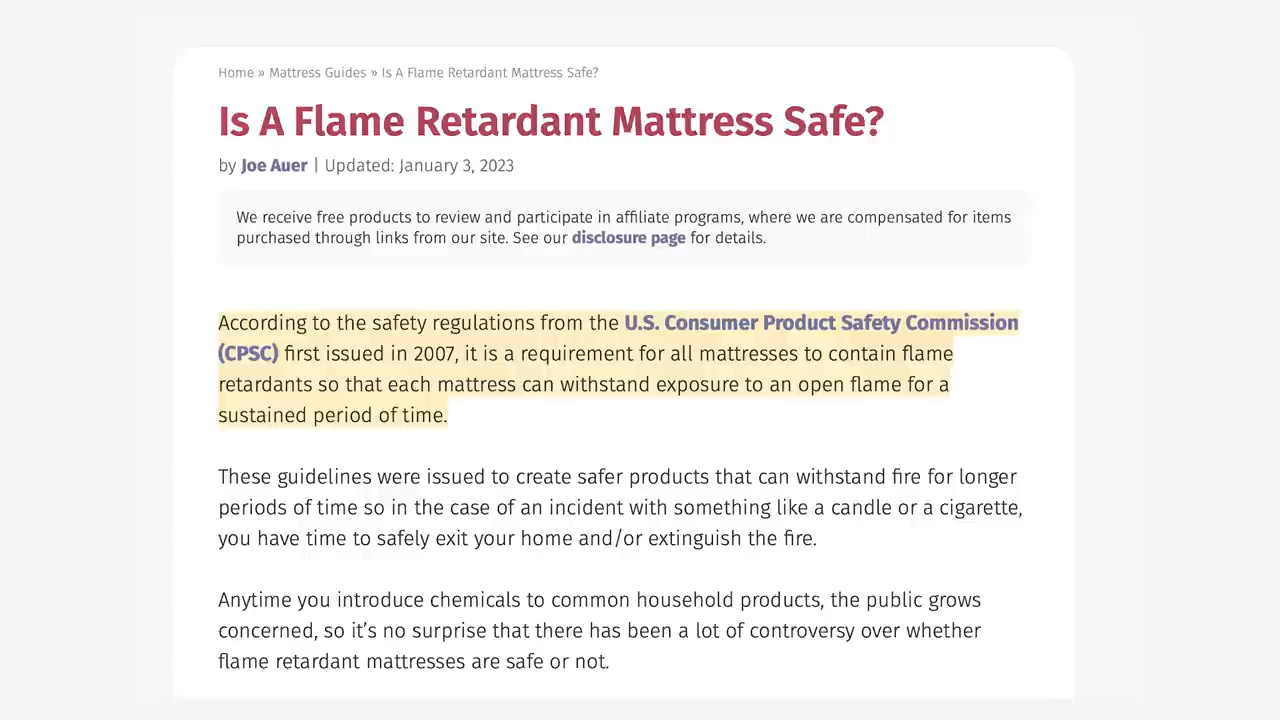 Home » Mattress Guides » Is A Flame Retardant Mattress Safe?
Is A Flame Retardant Mattress Safe?
by Joe Auer | Updated: January 3, 2023
We receive free products to review and participate in affiliate programs, where we are compensated for items
purchased through links from our site. See our disclosure page for details.
According to the safety regulations from the U.S. Consumer Product Safety Commission
(CPSC) first issued in 2007, it is a requirement for all mattresses to contain flame
retardants so that each mattress can withstand exposure to an open flame for a
sustained period of time.
These guidelines were issued to create safer products that can withstand fire for longer
periods of time so in the case of an incident with something like a candle or a cigarette,
you have time to safely exit your home and/or extinguish the fire.
Anytime you introduce chemicals to common household products, the public grows
concerned, so it’s no surprise that there has been a lot of controversy over whether
flame retardant mattresses are safe or not.